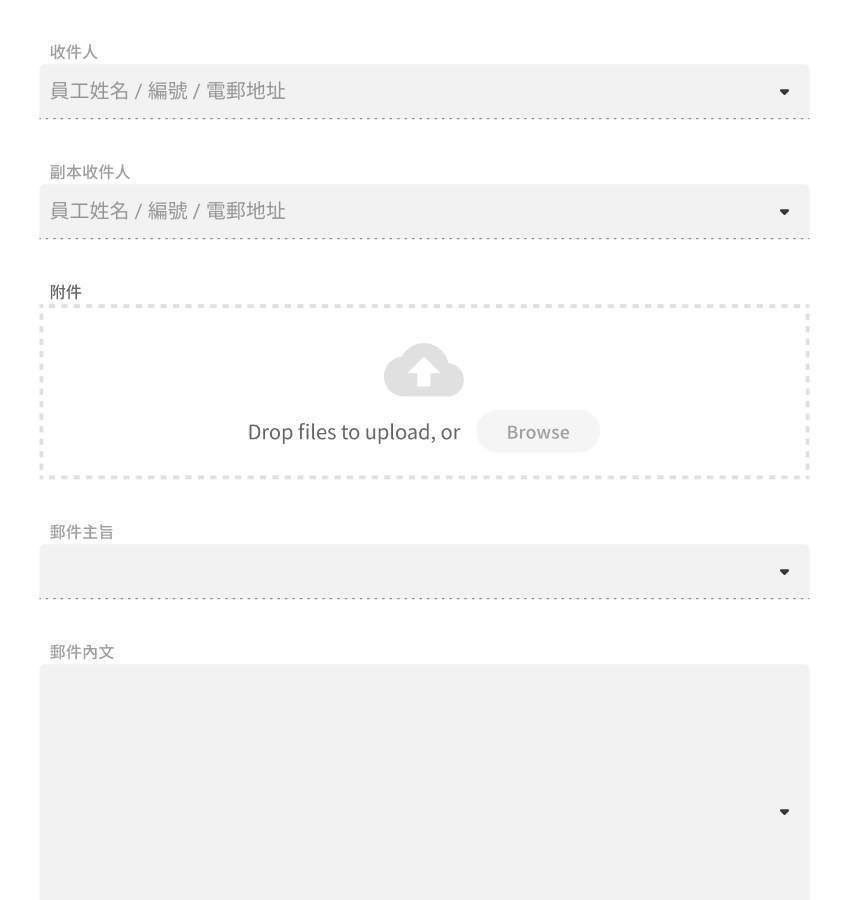 收件人
員工姓名 / 編號 / 電郵地址
副本收件人
員工姓名 / 編號 / 電郵地址
附件
Drop files to upload, or Browse
郵件主旨
郵件內文